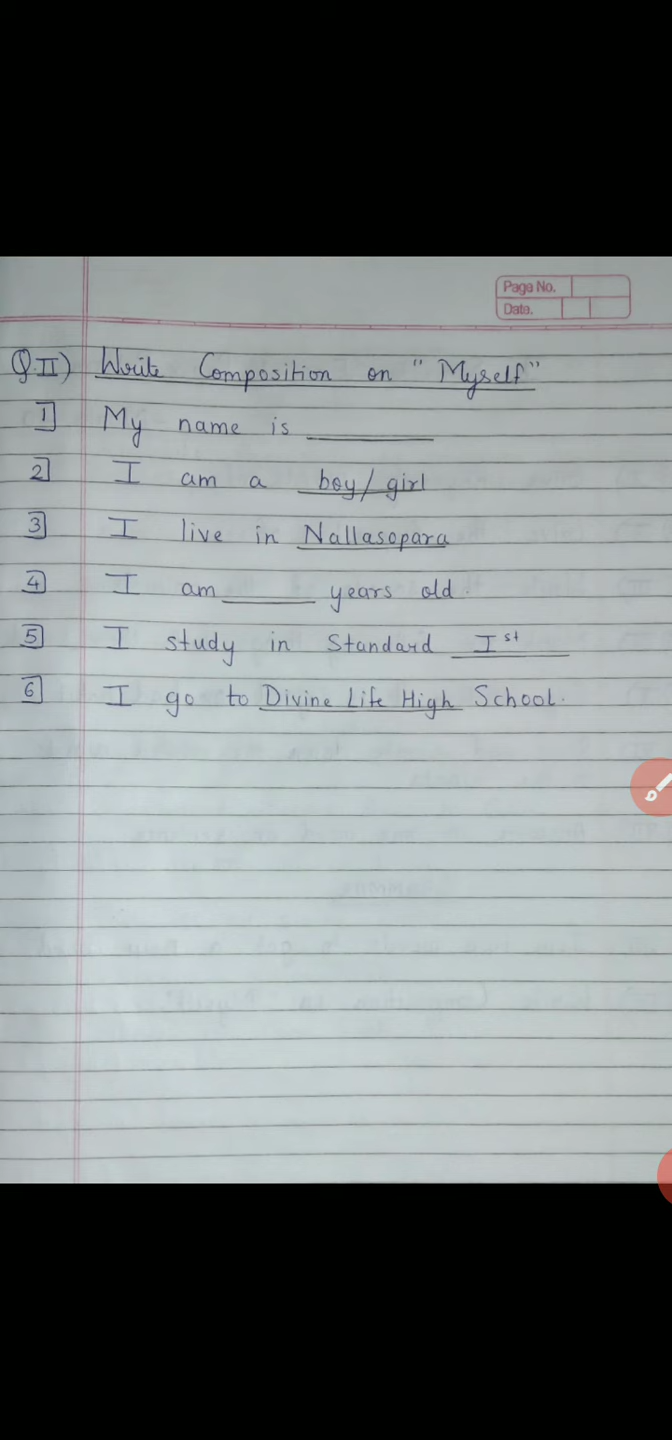 Page No.
Date.
Q.II) Write Composition on "Myself"
1 My name is ________
2 I am a boy/girl
3 I live in Nallasopara
4 I am ______ years old.
5 I study in Standard Ist
6 I go to Divine Life High School.